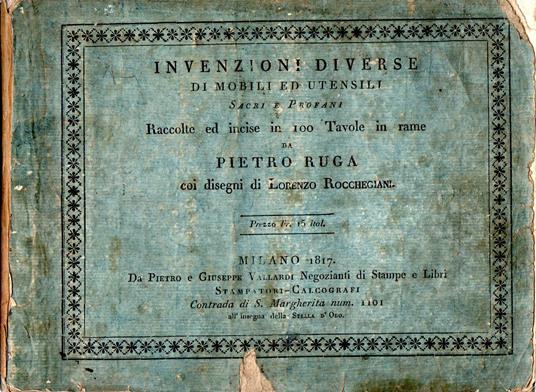 INVENZIONI DIVERSE
DI MOBILI ED UTENSILI
SACRI E PROFANI
Raccolte ed incise in 100 Tavole in rame
DA
PIETRO RUGA
coi disegni di LORENZO ROCCHEGIANI.
Prezzo Fr. 15 Ital.
MILANO 1817.
DA PIETRO E GIUSEPPE VALLARDI Negozianti di Stampe e Libri
STAMPATORI-CALCOGRAFI
Contrada di S. Margherita num. 1101
all'insegna della STELLA D'ORO.